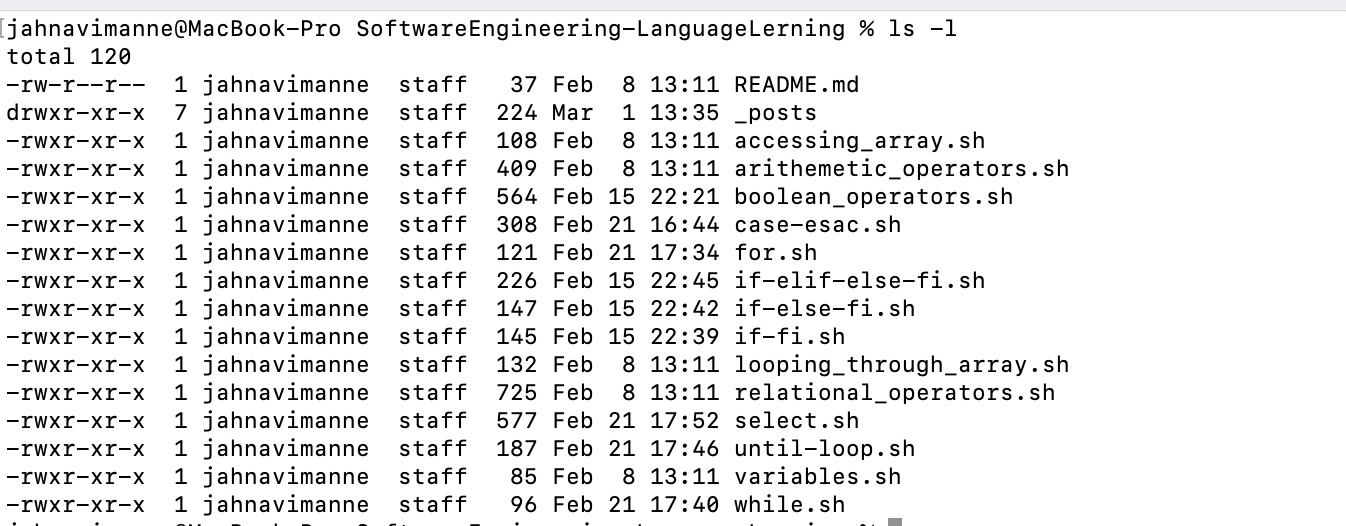 jahnavimanne@MacBook-Pro SoftwareEngineering-LanguageLerning % ls -l
total 120
-rw-r--r--  1 jahnavimanne  staff   37 Feb  8 13:11 README.md
drwxr-xr-x  7 jahnavimanne  staff  224 Mar  1 13:35 _posts
-rwxr-xr-x  1 jahnavimanne  staff  108 Feb  8 13:11 accessing_array.sh
-rwxr-xr-x  1 jahnavimanne  staff  409 Feb  8 13:11 arithemetic_operators.sh
-rwxr-xr-x  1 jahnavimanne  staff  564 Feb 15 22:21 boolean_operators.sh
-rwxr-xr-x  1 jahnavimanne  staff  308 Feb 21 16:44 case-esac.sh
-rwxr-xr-x  1 jahnavimanne  staff  121 Feb 21 17:34 for.sh
-rwxr-xr-x  1 jahnavimanne  staff  226 Feb 15 22:45 if-elif-else-fi.sh
-rwxr-xr-x  1 jahnavimanne  staff  147 Feb 15 22:42 if-else-fi.sh
-rwxr-xr-x  1 jahnavimanne  staff  145 Feb 15 22:39 if-fi.sh
-rwxr-xr-x  1 jahnavimanne  staff  132 Feb  8 13:11 looping_through_array.sh
-rwxr-xr-x  1 jahnavimanne  staff  725 Feb  8 13:11 relational_operators.sh
-rwxr-xr-x  1 jahnavimanne  staff  577 Feb 21 17:52 select.sh
-rwxr-xr-x  1 jahnavimanne  staff  187 Feb 21 17:46 until-loop.sh
-rwxr-xr-x  1 jahnavimanne  staff   85 Feb  8 13:11 variables.sh
-rwxr-xr-x  1 jahnavimanne  staff   96 Feb 21 17:40 while.sh